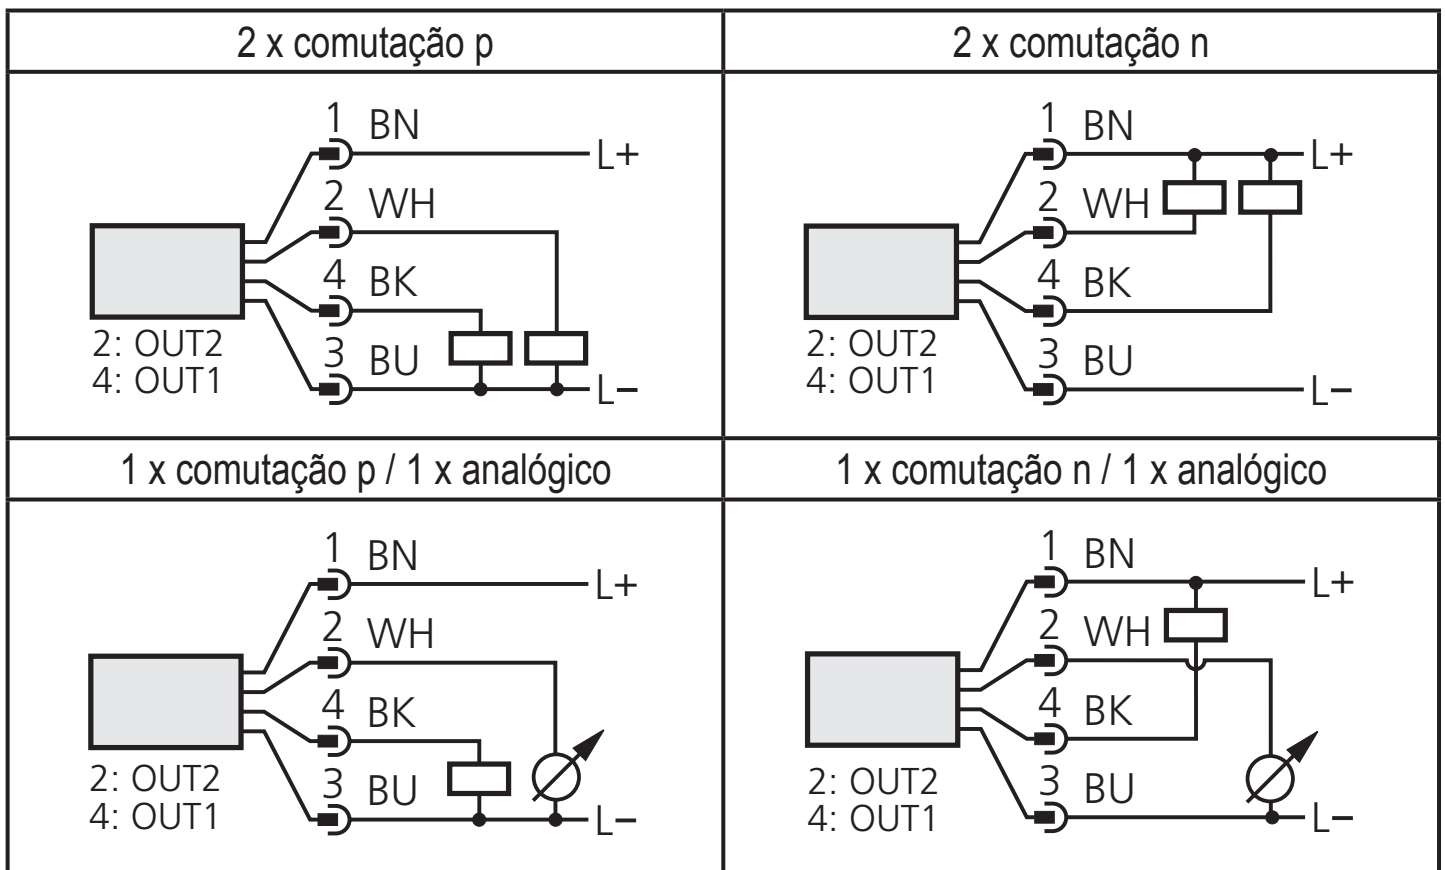 2 x comutação p
1 BN
L+
2 WH
4 BK
2: OUT2
4: OUT1
3 BU
L−
2 x comutação n
1 BN
L+
2 WH
4 BK
2: OUT2
4: OUT1
3 BU
L−
1 x comutação p / 1 x analógico
1 BN
L+
2 WH
4 BK
2: OUT2
4: OUT1
3 BU
L−
1 x comutação n / 1 x analógico
1 BN
L+
2 WH
4 BK
2: OUT2
4: OUT1
3 BU
L−